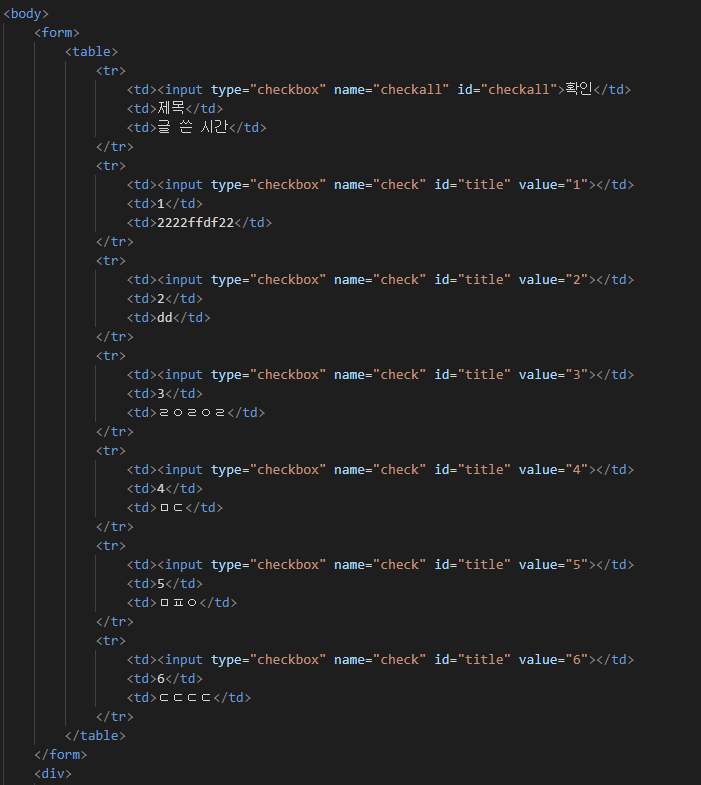 <body>
<form>
<table>
<tr>
<td><input type="checkbox" name="checkall" id="checkall">확인</td>
<td>제목</td>
<td>글 쓴 시간</td>
</tr>
<tr>
<td><input type="checkbox" name="check" id="title" value="1"></td>
<td>1</td>
<td>2222ffdf22</td>
</tr>
<tr>
<td><input type="checkbox" name="check" id="title" value="2"></td>
<td>2</td>
<td>dd</td>
</tr>
<tr>
<td><input type="checkbox" name="check" id="title" value="3"></td>
<td>3</td>
<td>ㄹㅇㄹㅇㄹ</td>
</tr>
<tr>
<td><input type="checkbox" name="check" id="title" value="4"></td>
<td>4</td>
<td>ㅁㄷ</td>
</tr>
<tr>
<td><input type="checkbox" name="check" id="title" value="5"></td>
<td>5</td>
<td>ㅁㅍㅇ</td>
</tr>
<tr>
<td><input type="checkbox" name="check" id="title" value="6"></td>
<td>6</td>
<td>ㄷㄷㄷㄷ</td>
</tr>
</table>
</form>
<div>